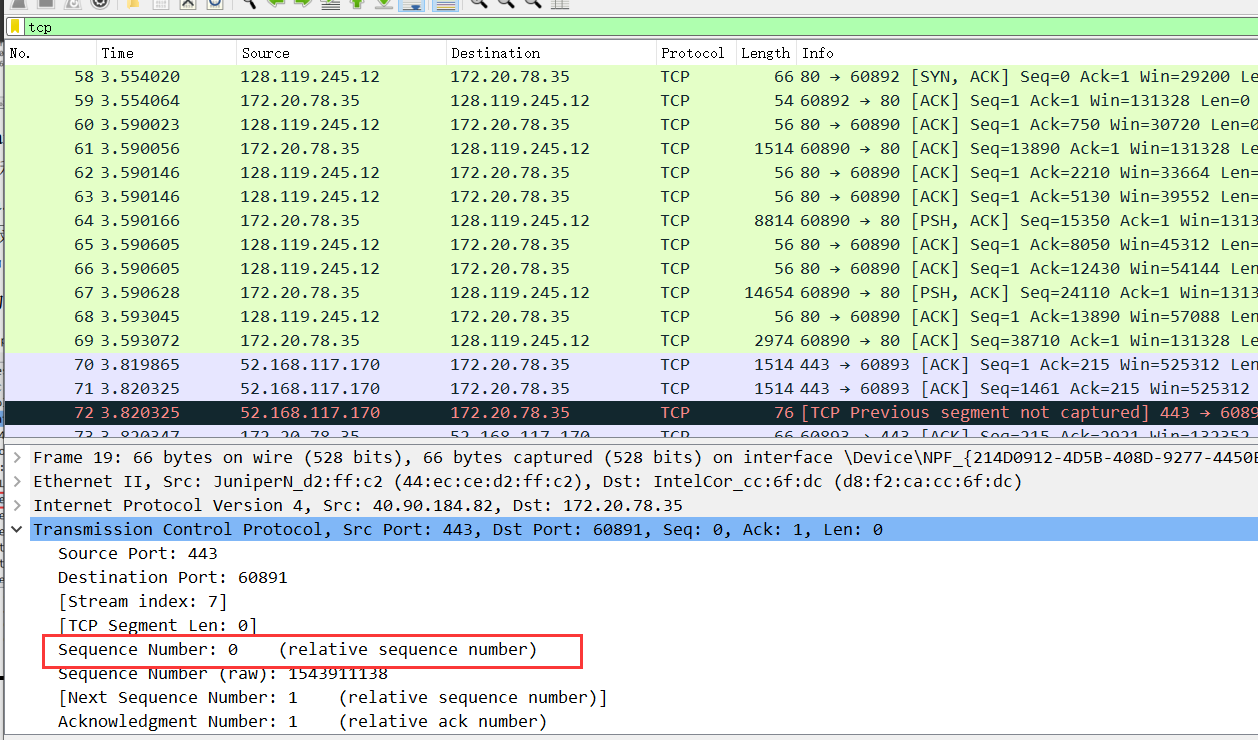 tcp
No. Time Source Destination Protocol Length Info
58 3.554020 128.119.245.12 172.20.78.35 TCP 66 80 → 60892 [SYN, ACK] Seq=0 Ack=1 Win=29200 Le
59 3.554064 172.20.78.35 128.119.245.12 TCP 54 60892 → 80 [ACK] Seq=1 Ack=1 Win=131328 Len=0
60 3.590023 128.119.245.12 172.20.78.35 TCP 56 80 → 60890 [ACK] Seq=1 Ack=750 Win=30720 Len=0
61 3.590056 172.20.78.35 128.119.245.12 TCP 1514 60890 → 80 [ACK] Seq=13890 Ack=1 Win=131328 Le
62 3.590146 128.119.245.12 172.20.78.35 TCP 56 80 → 60890 [ACK] Seq=1 Ack=2210 Win=33664 Len=
63 3.590146 128.119.245.12 172.20.78.35 TCP 56 80 → 60890 [ACK] Seq=1 Ack=5130 Win=39552 Len=
64 3.590166 172.20.78.35 128.119.245.12 TCP 8814 60890 → 80 [PSH, ACK] Seq=15350 Ack=1 Win=1313
65 3.590605 128.119.245.12 172.20.78.35 TCP 56 80 → 60890 [ACK] Seq=1 Ack=8050 Win=45312 Len=
66 3.590605 128.119.245.12 172.20.78.35 TCP 56 80 → 60890 [ACK] Seq=1 Ack=12430 Win=54144 Len
67 3.590628 172.20.78.35 128.119.245.12 TCP 14654 60890 → 80 [PSH, ACK] Seq=24110 Ack=1 Win=1313
68 3.593045 128.119.245.12 172.20.78.35 TCP 56 80 → 60890 [ACK] Seq=1 Ack=13890 Win=57088 Len
69 3.593072 172.20.78.35 128.119.245.12 TCP 2974 60890 → 80 [ACK] Seq=38710 Ack=1 Win=131328 Le
70 3.819865 52.168.117.170 172.20.78.35 TCP 1514 443 → 60893 [ACK] Seq=1 Ack=215 Win=525312 Len
71 3.820325 52.168.117.170 172.20.78.35 TCP 1514 443 → 60893 [ACK] Seq=1461 Ack=215 Win=525312
72 3.820325 52.168.117.170 172.20.78.35 TCP 76 [TCP Previous segment not captured] 443 → 6089
73 3.820347 172.20.78.35 52.168.117.170 TCP 66 60893 → 443 [ACK] Seq=215 Ack=2921 Win=132352
Frame 19: 66 bytes on wire (528 bits), 66 bytes captured (528 bits) on interface \Device\NPF_{214D0912-4D5B-408D-9277-4450E
Ethernet II, Src: JuniperN_d2:ff:c2 (44:ec:ce:d2:ff:c2), Dst: IntelCor_cc:6f:dc (d8:f2:ca:cc:6f:dc)
Internet Protocol Version 4, Src: 40.90.184.82, Dst: 172.20.78.35
Transmission Control Protocol, Src Port: 443, Dst Port: 60891, Seq: 0, Ack: 1, Len: 0
Source Port: 443
Destination Port: 60891
[Stream index: 7]
[TCP Segment Len: 0]
Sequence Number: 0 (relative sequence number)
Sequence Number (raw): 1543911138
[Next Sequence Number: 1 (relative sequence number)]
Acknowledgment Number: 1 (relative ack number)